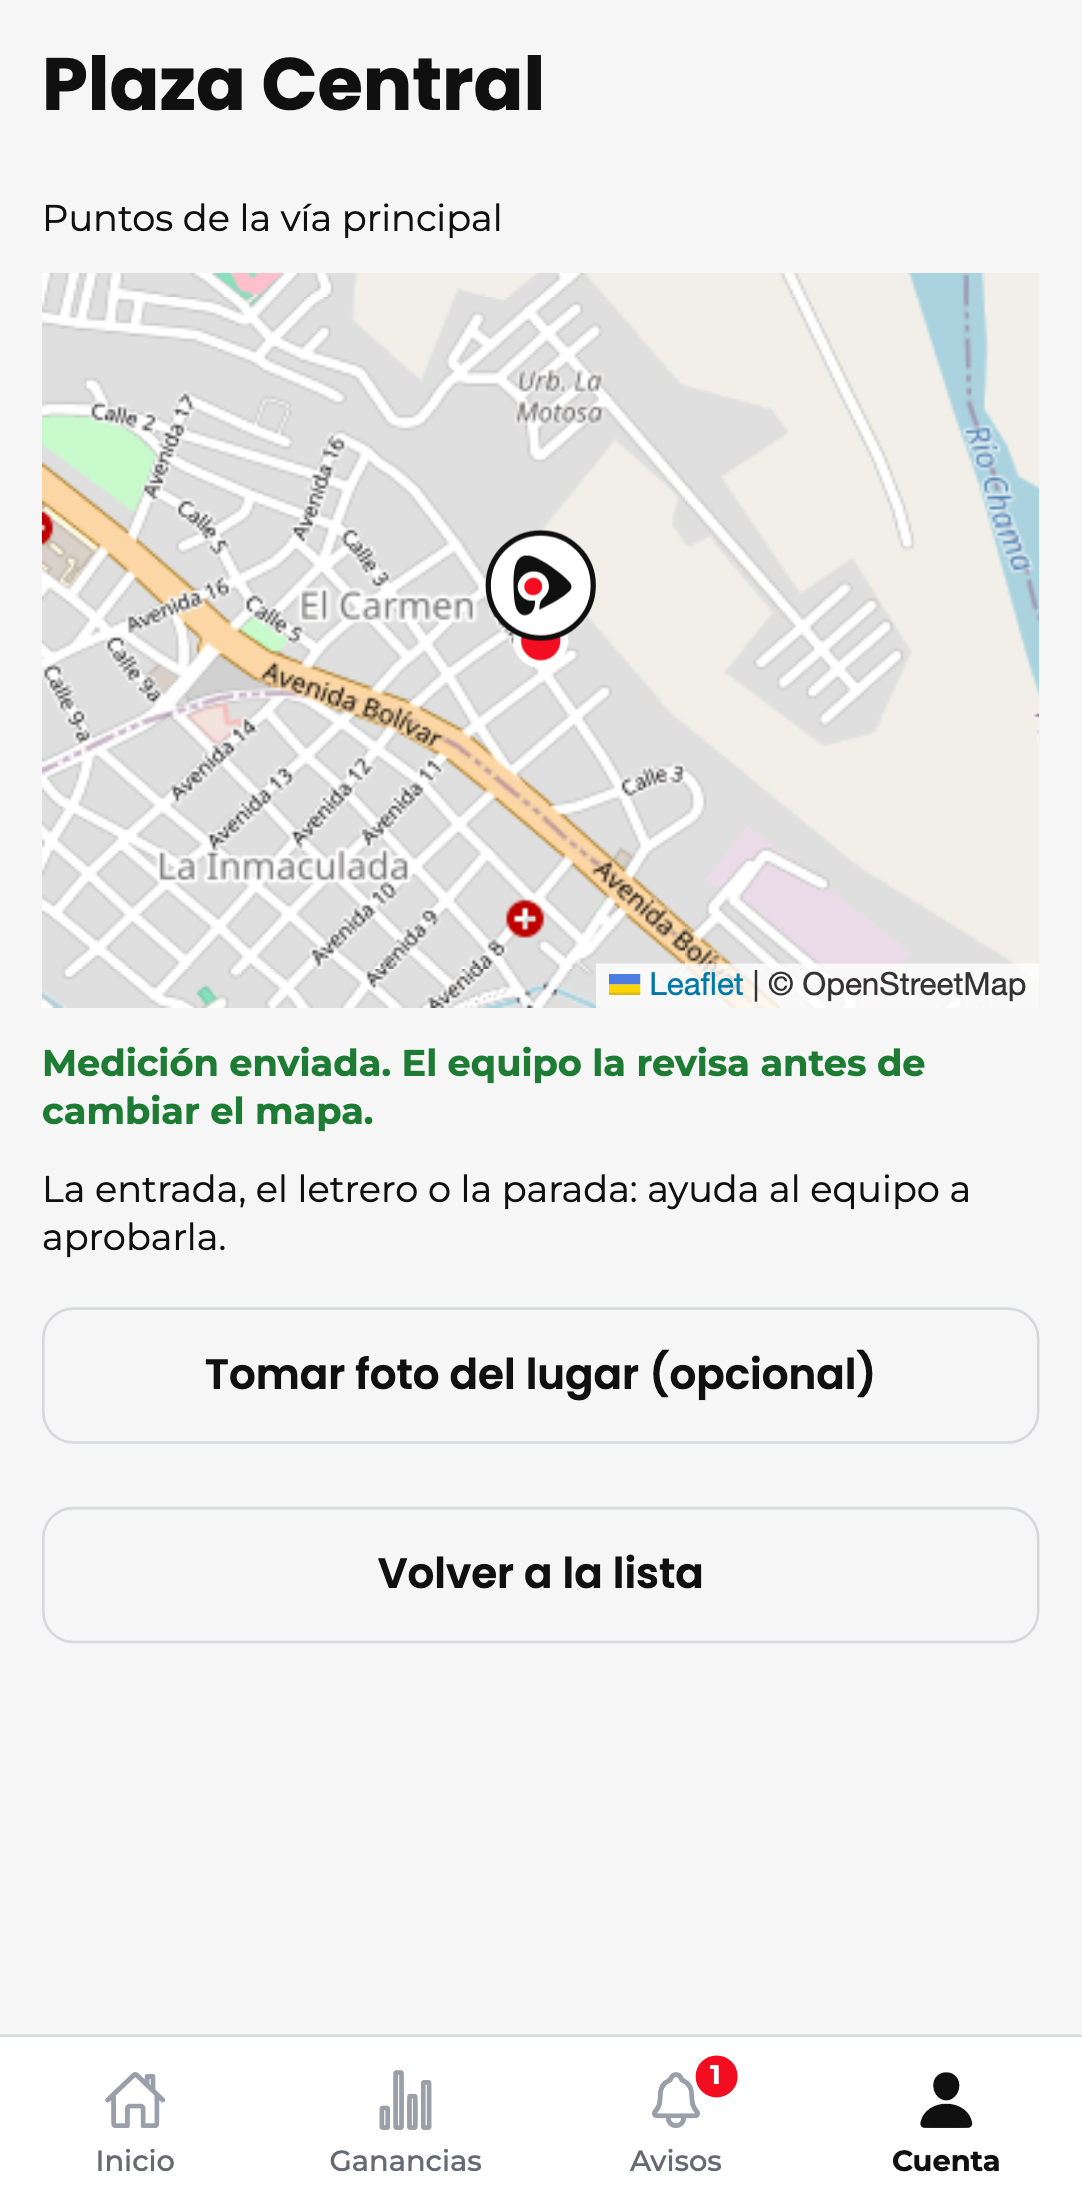 Plaza Central
Puntos de la vía principal
Urb. La
Motosa
Calle 2
Avenida 17
Avenida 16
Calle 5
Calle 3
Río Chama
Avenida 16
Calle 5
El Carmen
Calle 9a
Calle 9-a
Avenida Bolívar
Avenida 14
Avenida 13
Avenida 12
Avenida 11
Calle 3
La Inmaculada
Avenida 10
Avenida 9
Avenida 8
Avenida Bolív
Leaflet | © OpenStreetMap
Medición enviada. El equipo la revisa antes de
cambiar el mapa.
La entrada, el letrero o la parada: ayuda al equipo a
aprobarla.
Tomar foto del lugar (opcional)
Volver a la lista
1
Inicio
Ganancias
Avisos
Cuenta